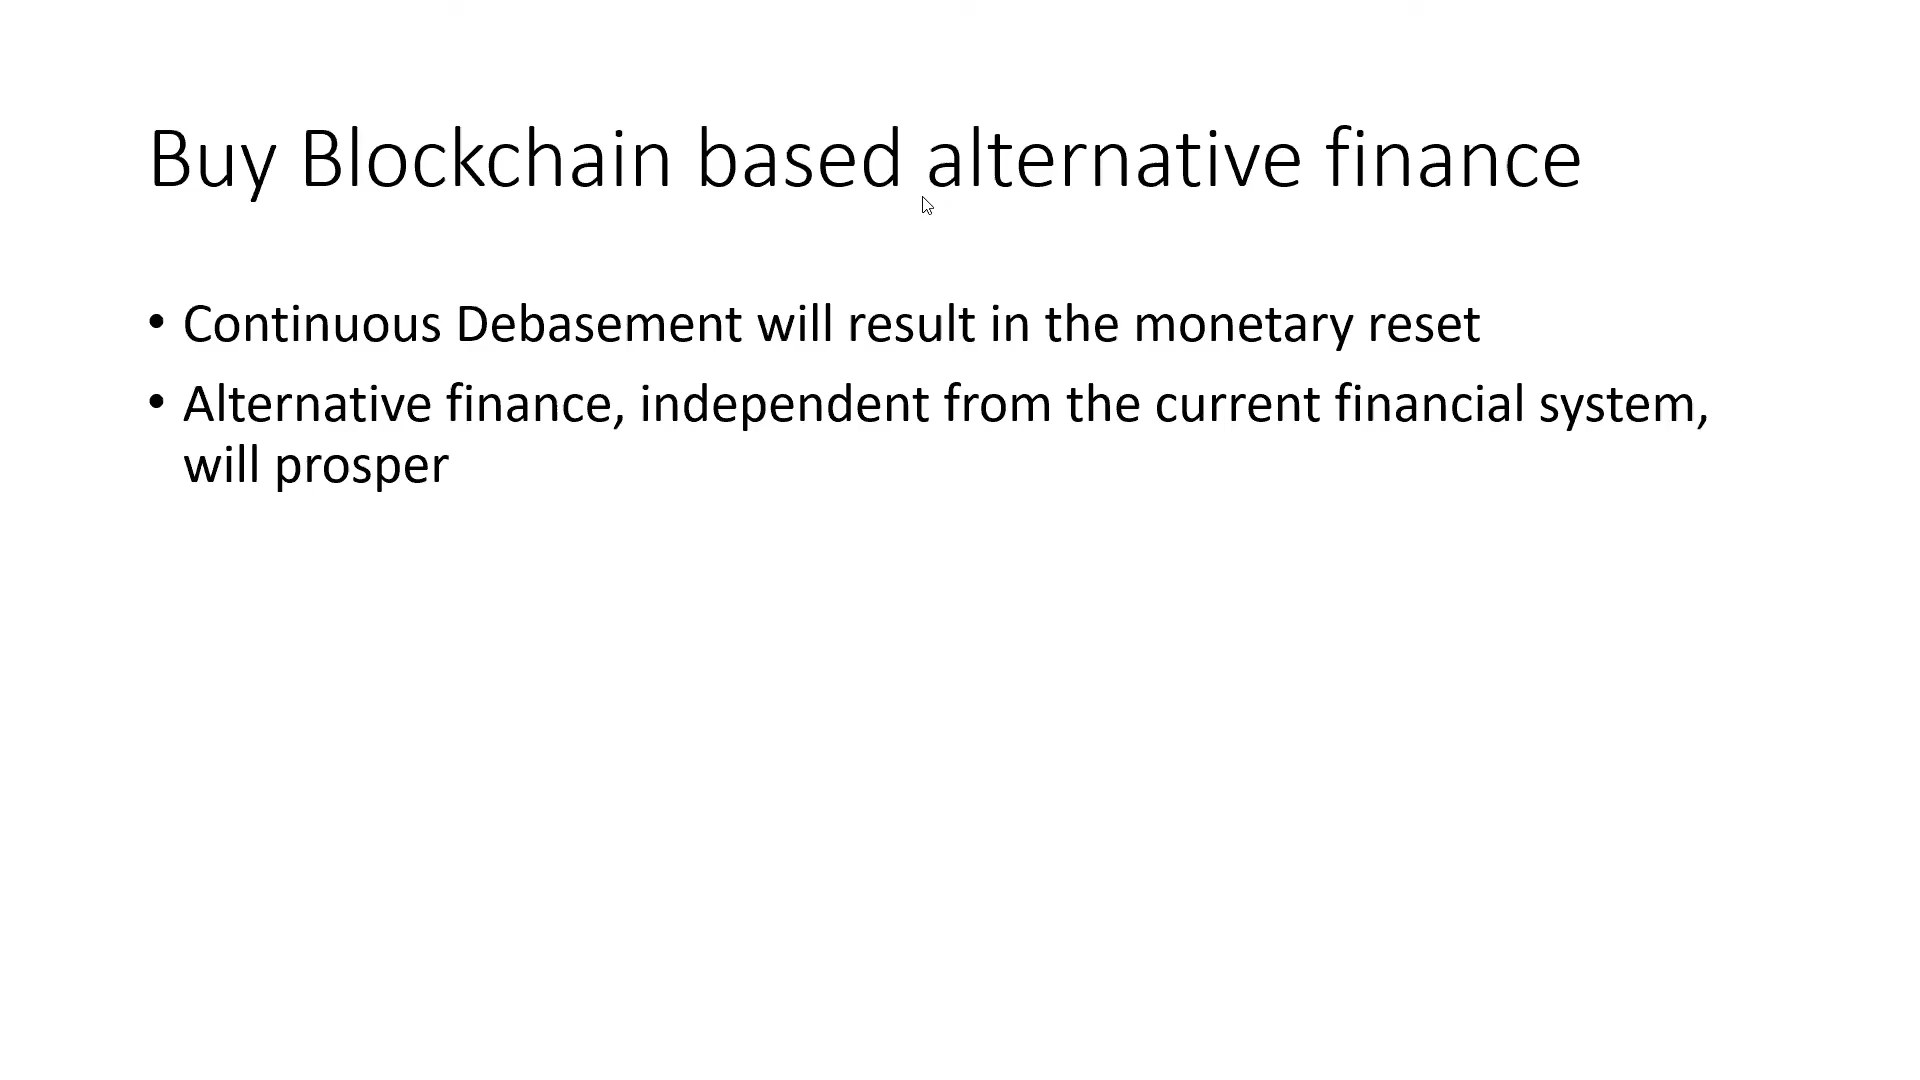 Buy Blockchain based alternative finance
• Continuous Debasement will result in the monetary reset
• Alternative finance, independent from the current financial system,
will prosper